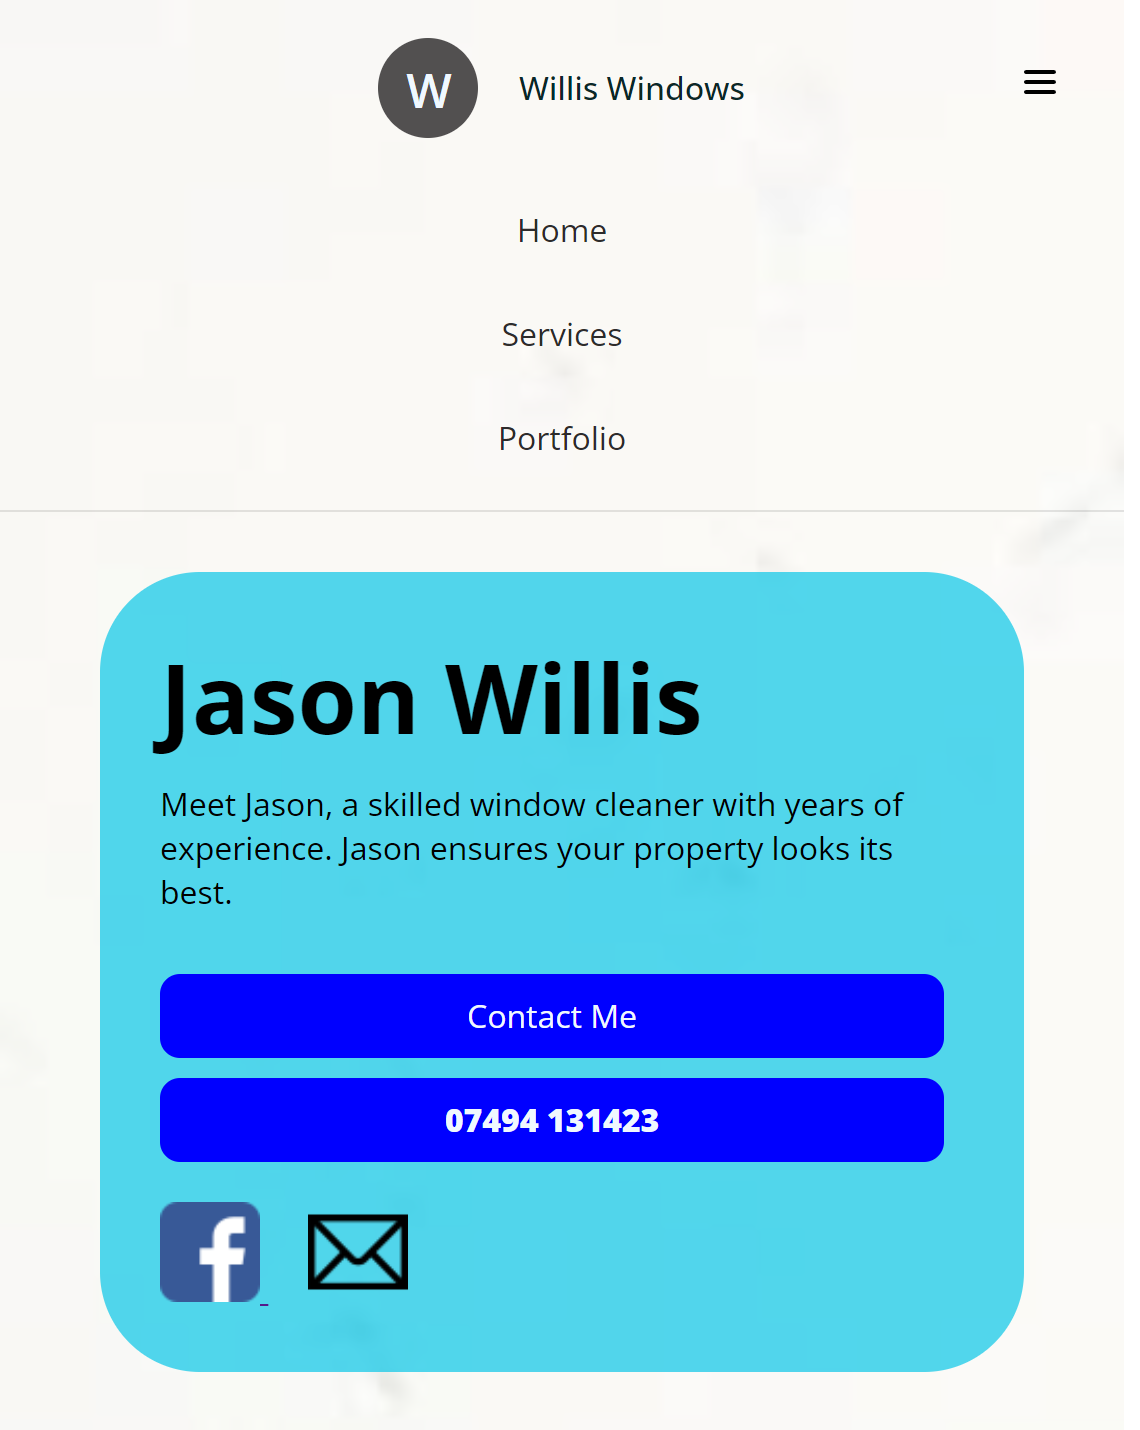 W
Willis Windows
Home
Services
Portfolio
Jason Willis
Meet Jason, a skilled window cleaner with years of
experience. Jason ensures your property looks its
best.
Contact Me
07494 131423
f